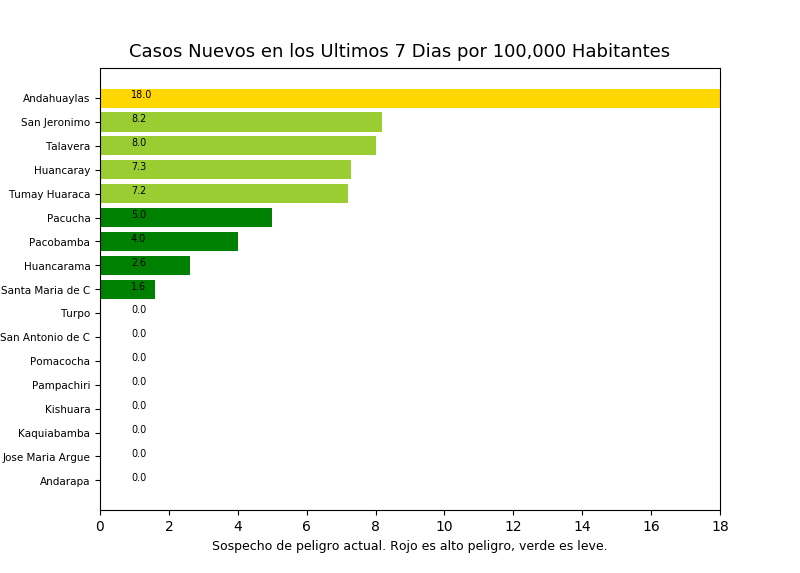 Casos Nuevos en los Ultimos 7 Dias por 100,000 Habitantes
Andahuaylas 18.0
San Jeronimo 8.2
Talavera 8.0
Huancaray 7.3
Tumay Huaraca 7.2
Pacucha 5.0
Pacobamba 4.0
Huancarama 2.6
Santa Maria de C 1.6
Turpo 0.0
San Antonio de C 0.0
Pomacocha 0.0
Pampachiri 0.0
Kishuara 0.0
Kaquiabamba 0.0
Jose Maria Argue 0.0
Andarapa 0.0
0 2 4 6 8 10 12 14 16 18
Sospecho de peligro actual. Rojo es alto peligro, verde es leve.